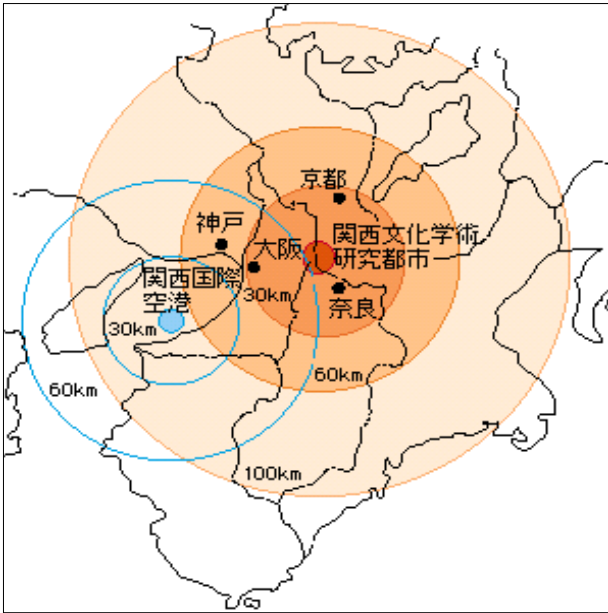 京都
神戸
関西文化学術
研究都市
大阪
関西国際
空港
30km
奈良
30km
60km
60km
100km